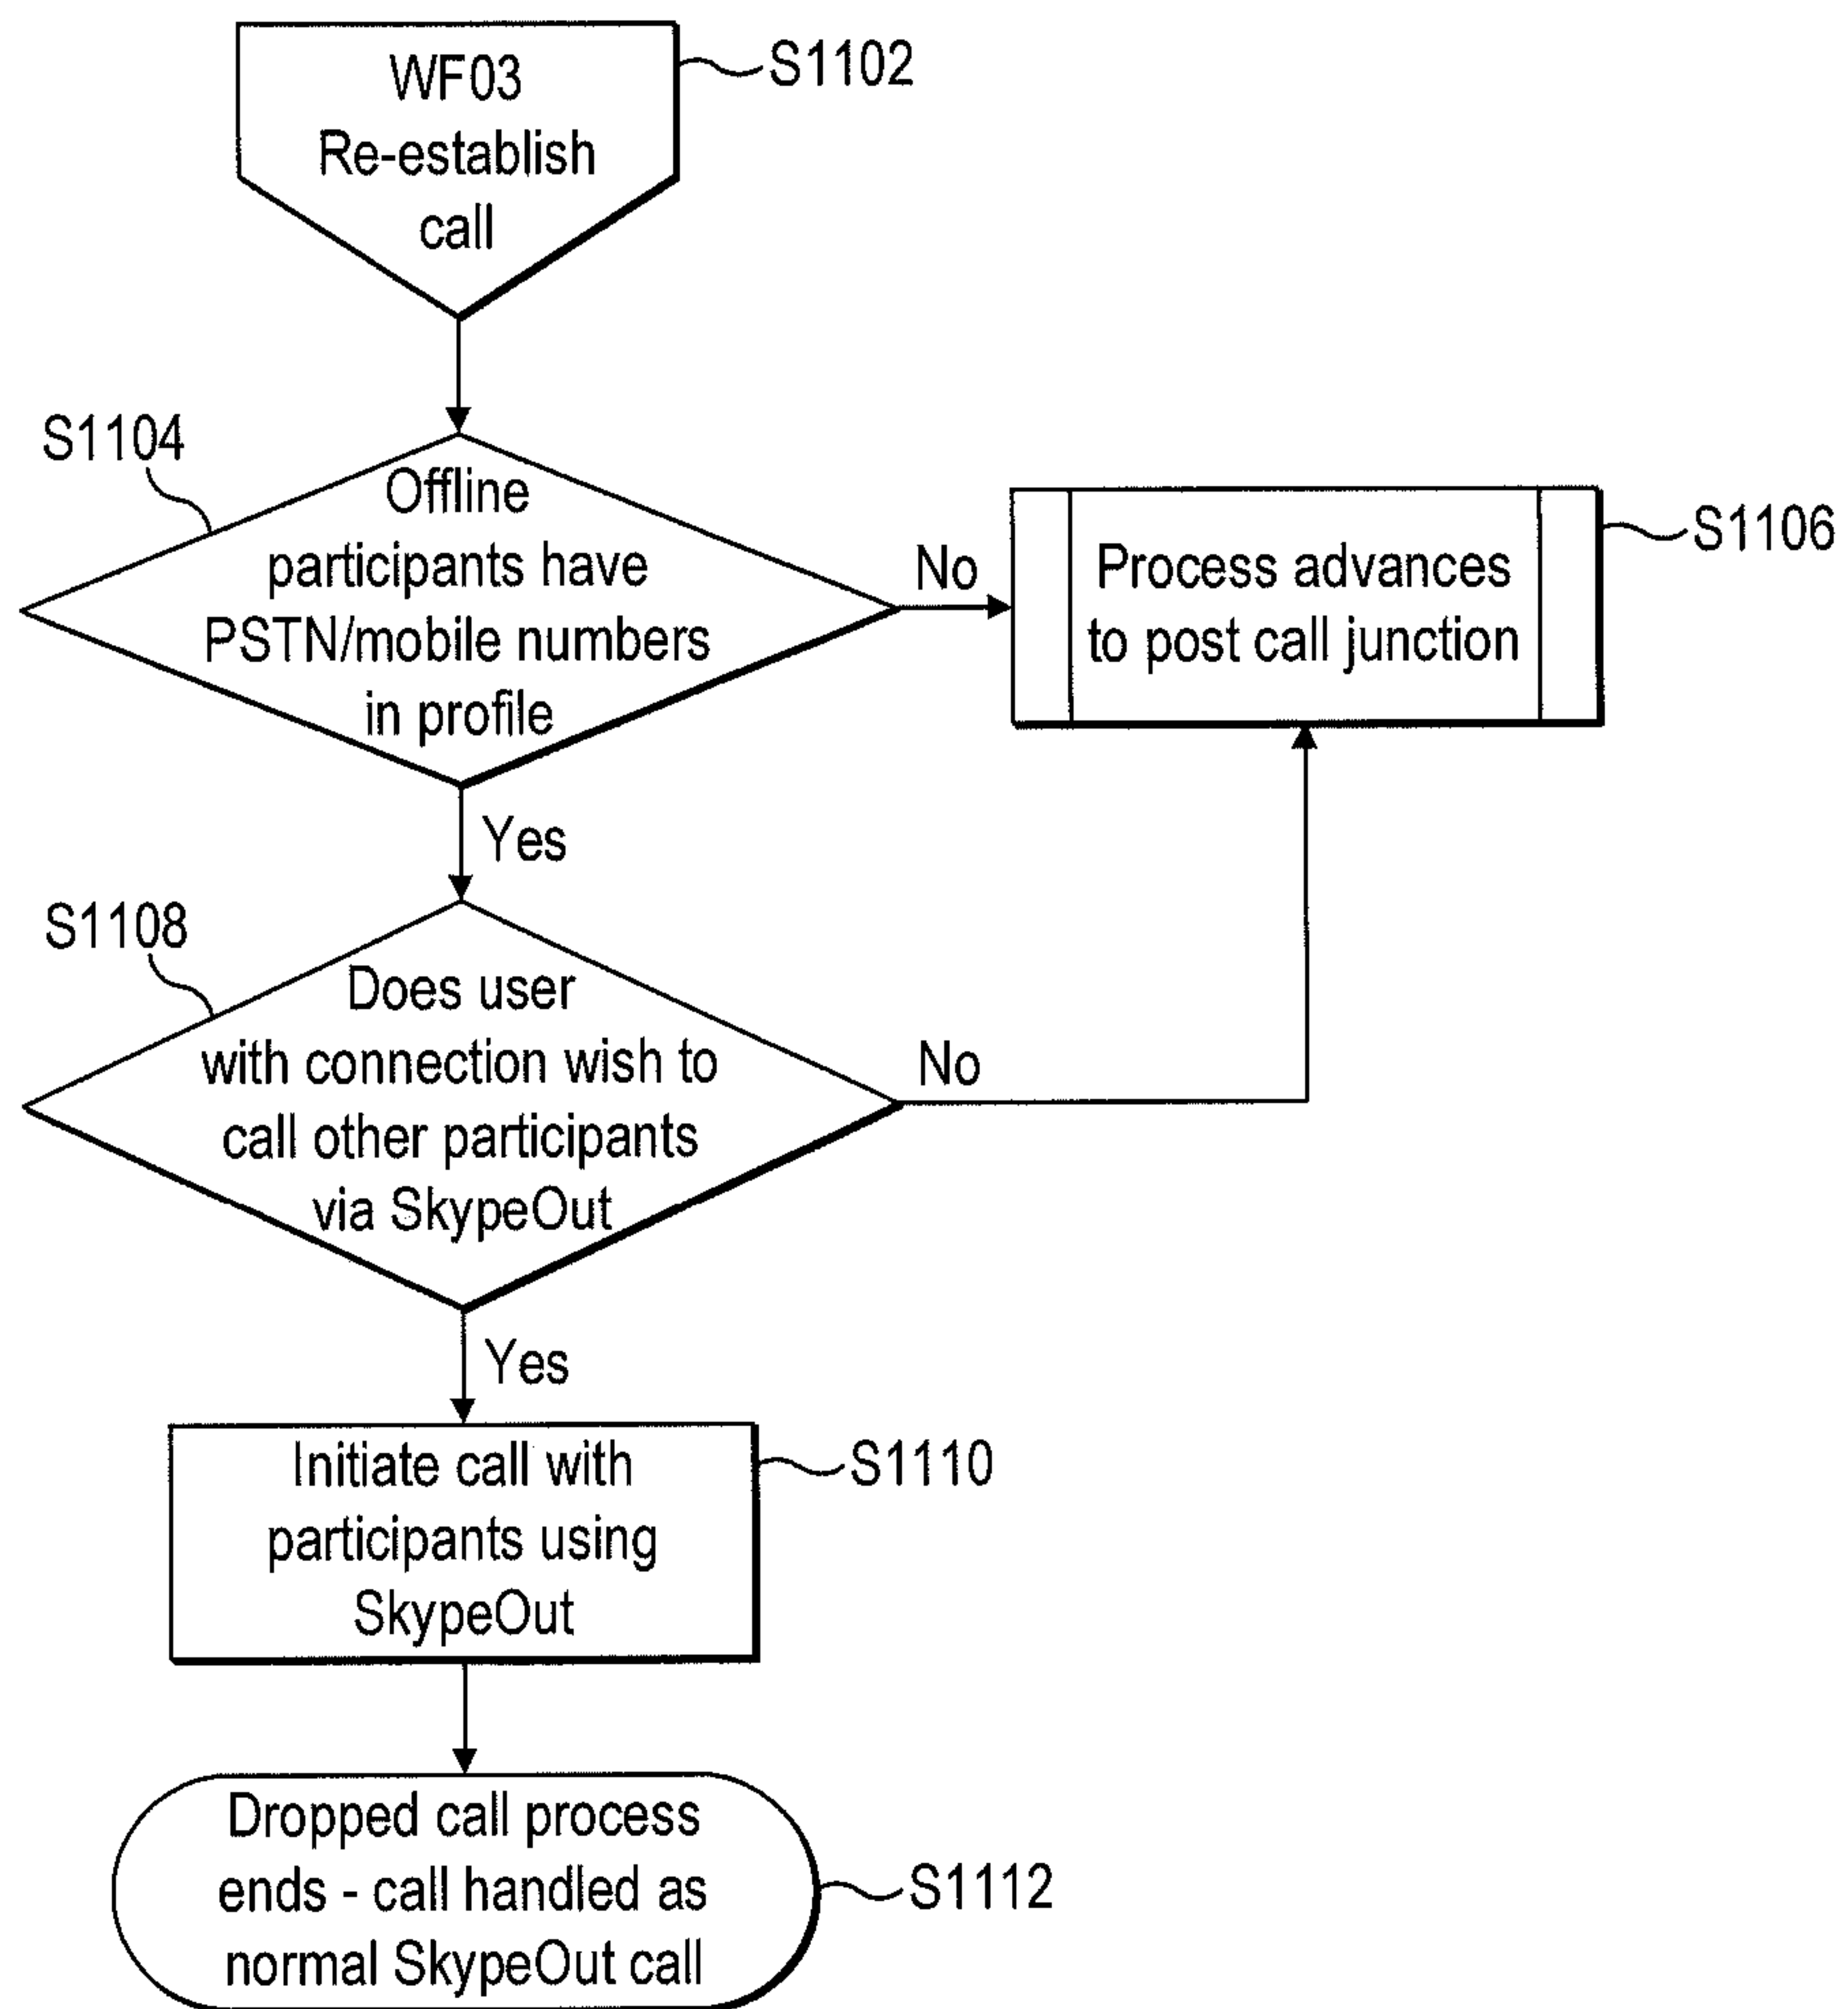 WF03
Re-establish
call
S1102
S1104
Offline
participants have
PSTN/mobile numbers
in profile
No
Process advances
to post call junction
S1106
Yes
S1108
Does user
with connection wish to
call other participants
via SkypeOut
No
Yes
Initiate call with
participants using
SkypeOut
S1110
Dropped call process
ends - call handled as
normal SkypeOut call
S1112